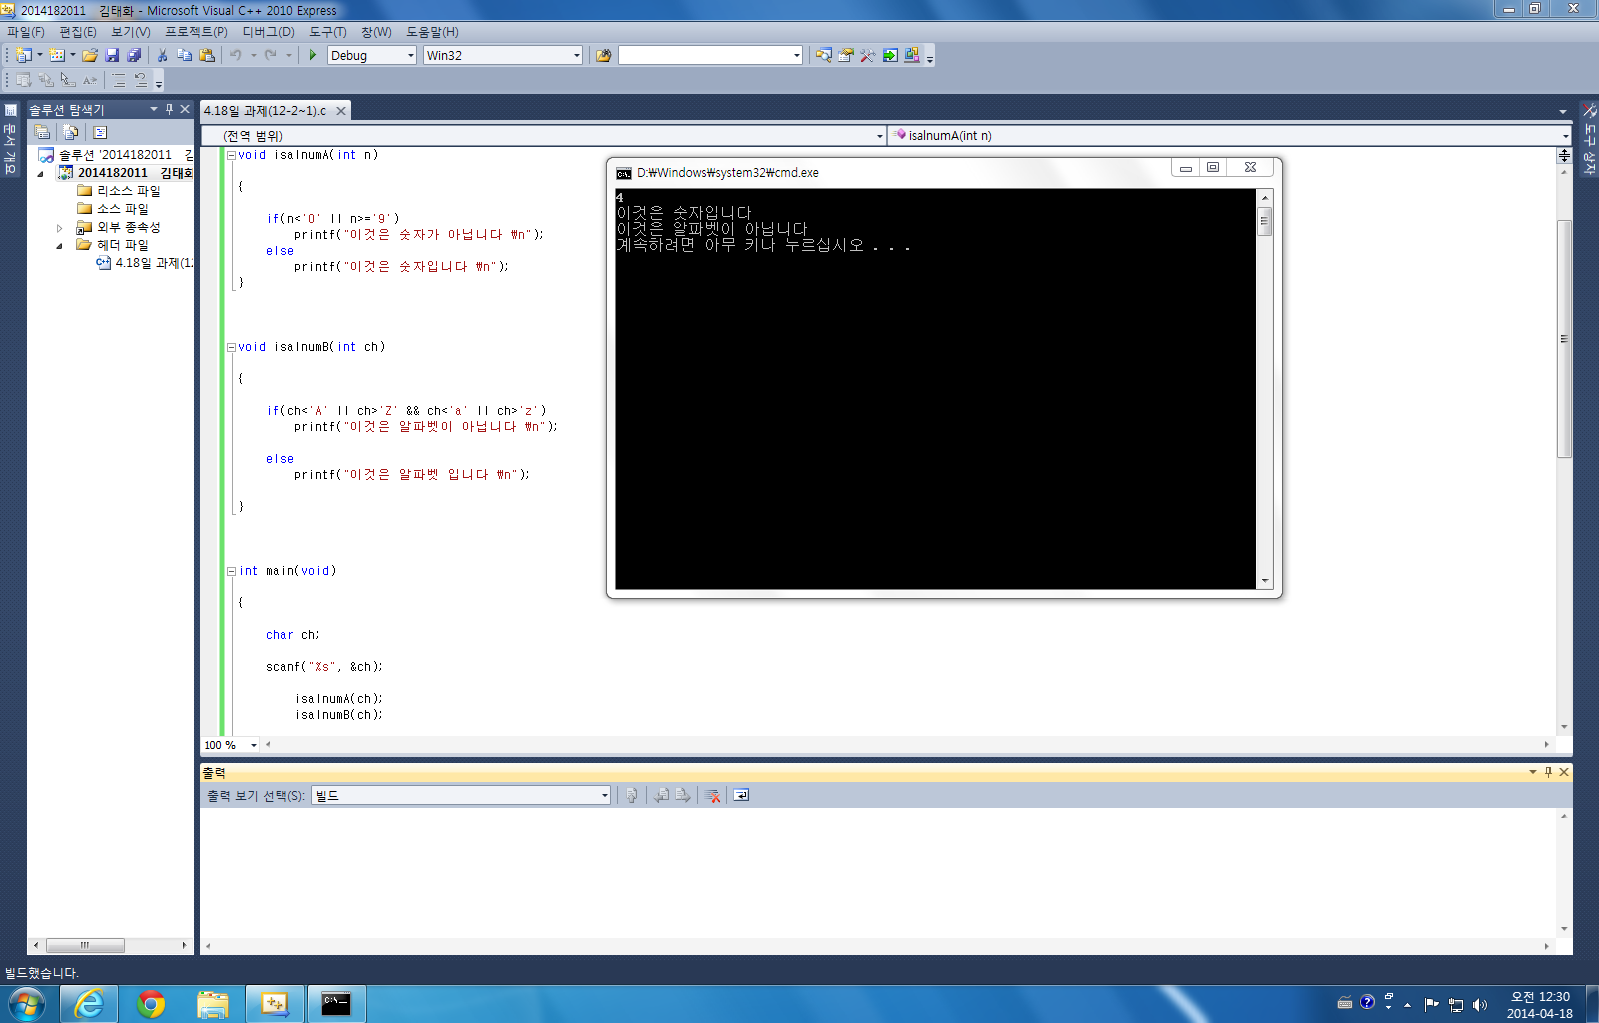 2014182011 김태화 - Microsoft Visual C++ 2010 Express
파일(F) 편집(E) 보기(V) 프로젝트(P) 디버그(D) 도구(T) 창(W) 도움말(H)
Debug Win32
문서 개요
솔루션 탐색기
솔루션 '2014182011 김
2014182011 김태화
리소스 파일
소스 파일
외부 종속성
헤더 파일
4.18일 과제(12
4.18일 과제(12-2~1).c
(전역 범위) isalnumA(int n)
도구 상자
void isalnumA(int n)
{
if(n<'0' || n>='9')
printf("이것은 숫자가 아닙니다 ₩n");
else
printf("이것은 숫자입니다 ₩n");
}
void isalnumB(int ch)
{
if(ch<'A' || ch>'Z' && ch<'a' || ch>'z')
printf("이것은 알파벳이 아닙니다 ₩n");
else
printf("이것은 알파벳 입니다 ₩n");
}
int main(void)
{
char ch;
scanf("%s", &ch);
isalnumA(ch);
isalnumB(ch);
100 %
D:₩Windows₩system32₩cmd.exe
4
이것은 숫자입니다
이것은 알파벳이 아닙니다
계속하려면 아무 키나 누르십시오 . . .
출력
출력 보기 선택(S): 빌드
빌드했습니다.
오전 12:30
2014-04-18